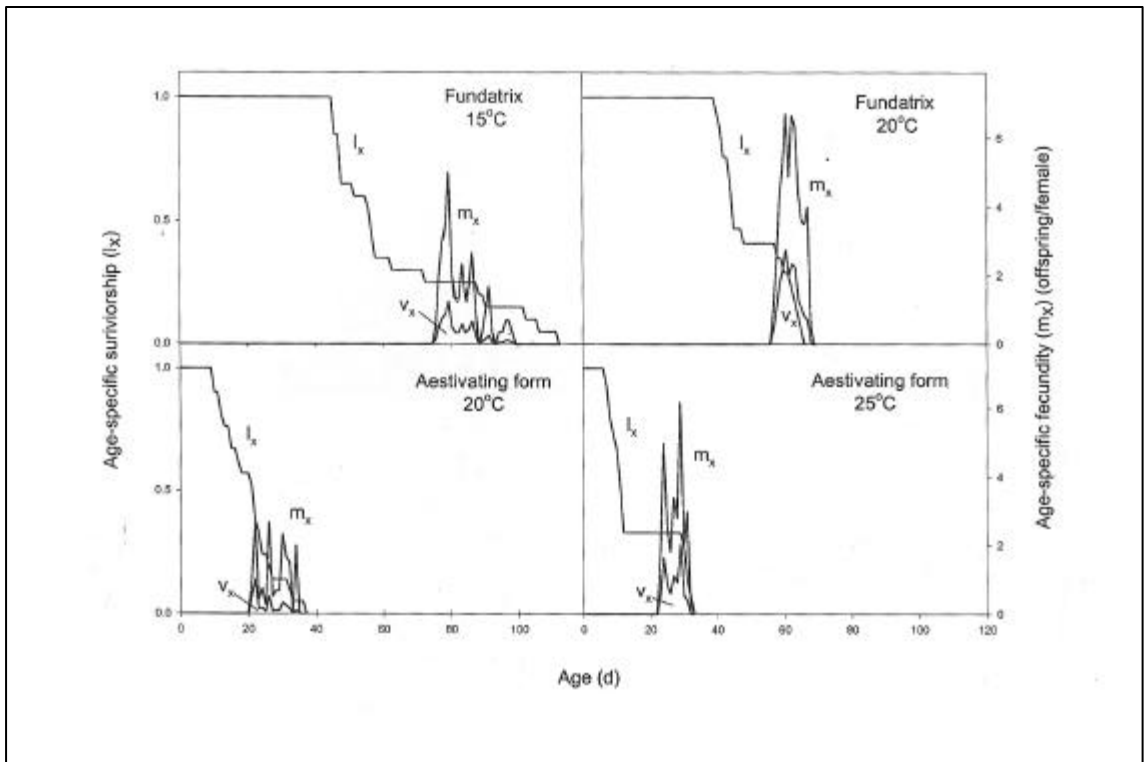 Fundatrix
15°C
Fundatrix
20°C
Aestivating form
20°C
Aestivating form
25°C
lx
mx
vx
lx
mx
vx
lx
mx
vx
lx
mx
vx
1.0
0.5
0.0
1.0
0.5
0.0
6
4
2
0
6
4
2
0
0 20 40 60 80 100
0 20 40 60 80 100 120
Age-specific suriviorship (lx)
Age-specific fecundity (mx) (offspring/female)
Age (d)